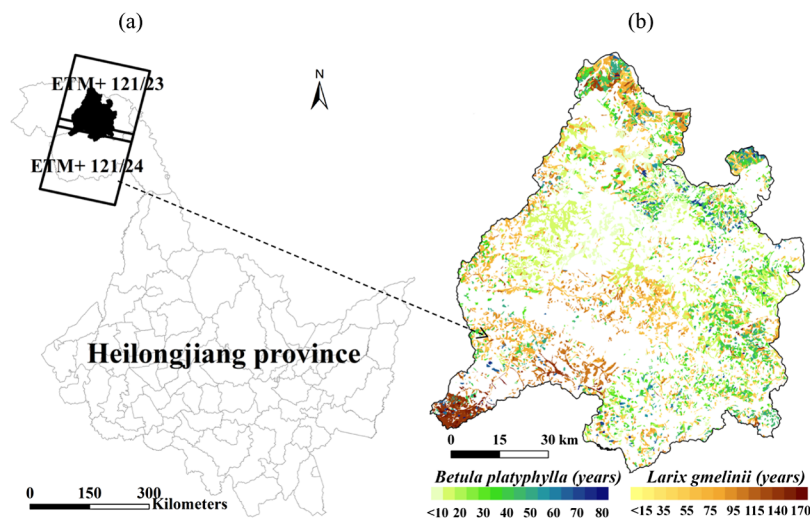 (a)
(b)
N
ETM+ 121/23
ETM+ 121/24
Heilongjiang province
0 15 30 km
0 150 300 Kilometers
Betula platyphylla (years)
<10 20 30 40 50 60 70 80
Larix gmelinii (years)
<15 35 55 75 95 115 140 170